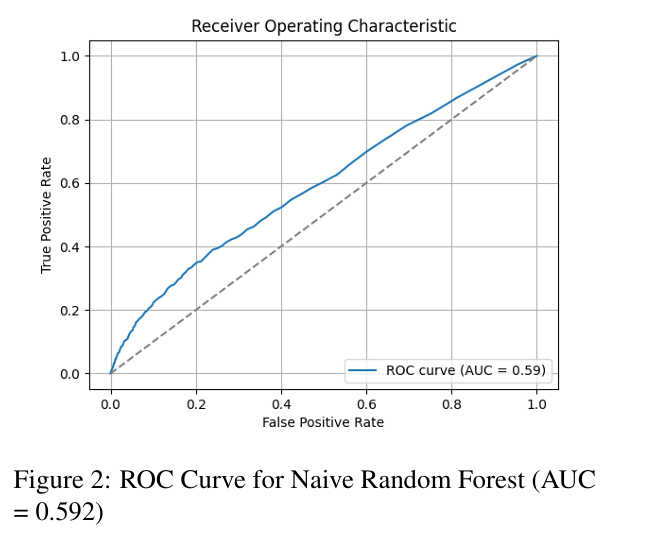 Receiver Operating Characteristic
1.0
0.8
0.6
0.4
0.2
0.0
True Positive Rate
ROC curve (AUC = 0.59)
0.0 0.2 0.4 0.6 0.8 1.0
False Positive Rate
Figure 2: ROC Curve for Naive Random Forest (AUC
= 0.592)